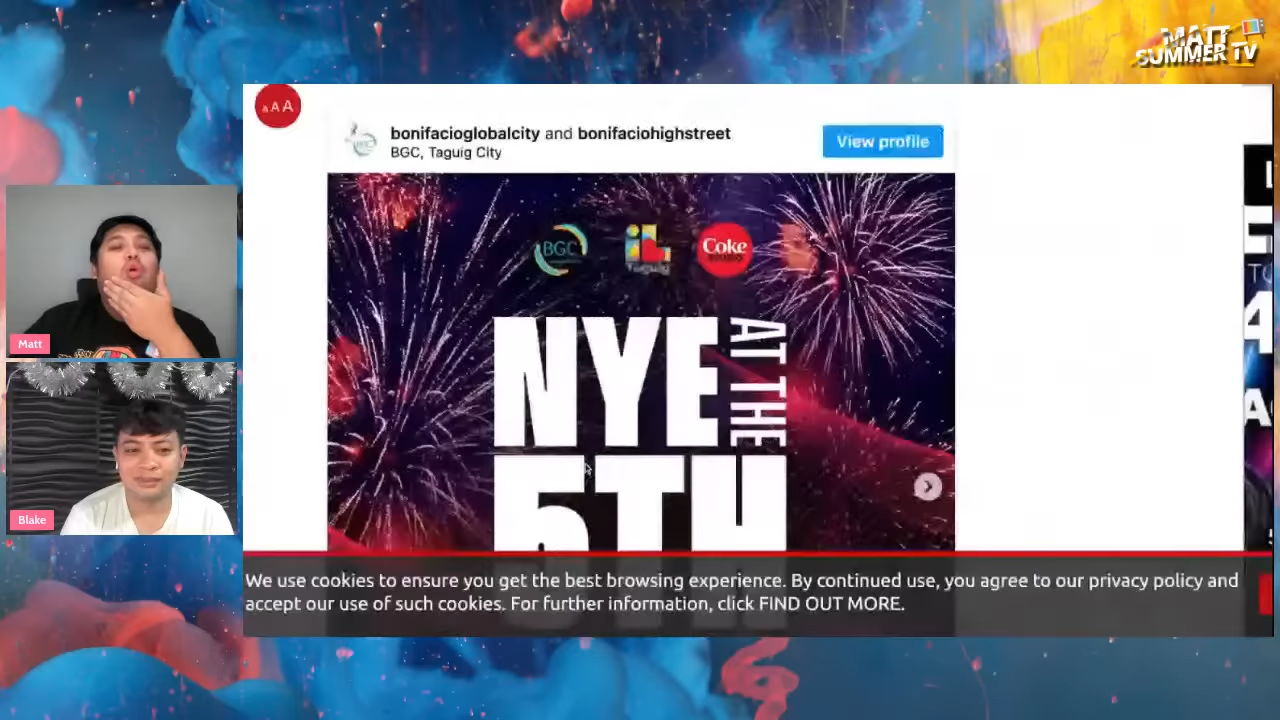 MATT
SUMMER TV
aAA
bonifacioglobalcity and bonifaciohighstreet
BGC, Taguig City
View profile
BGC
Taguig
Coke
STUDIO
NYE
AT THE
5TH
Matt
Blake
We use cookies to ensure you get the best browsing experience. By continued use, you agree to our privacy policy and
accept our use of such cookies. For further information, click FIND OUT MORE.